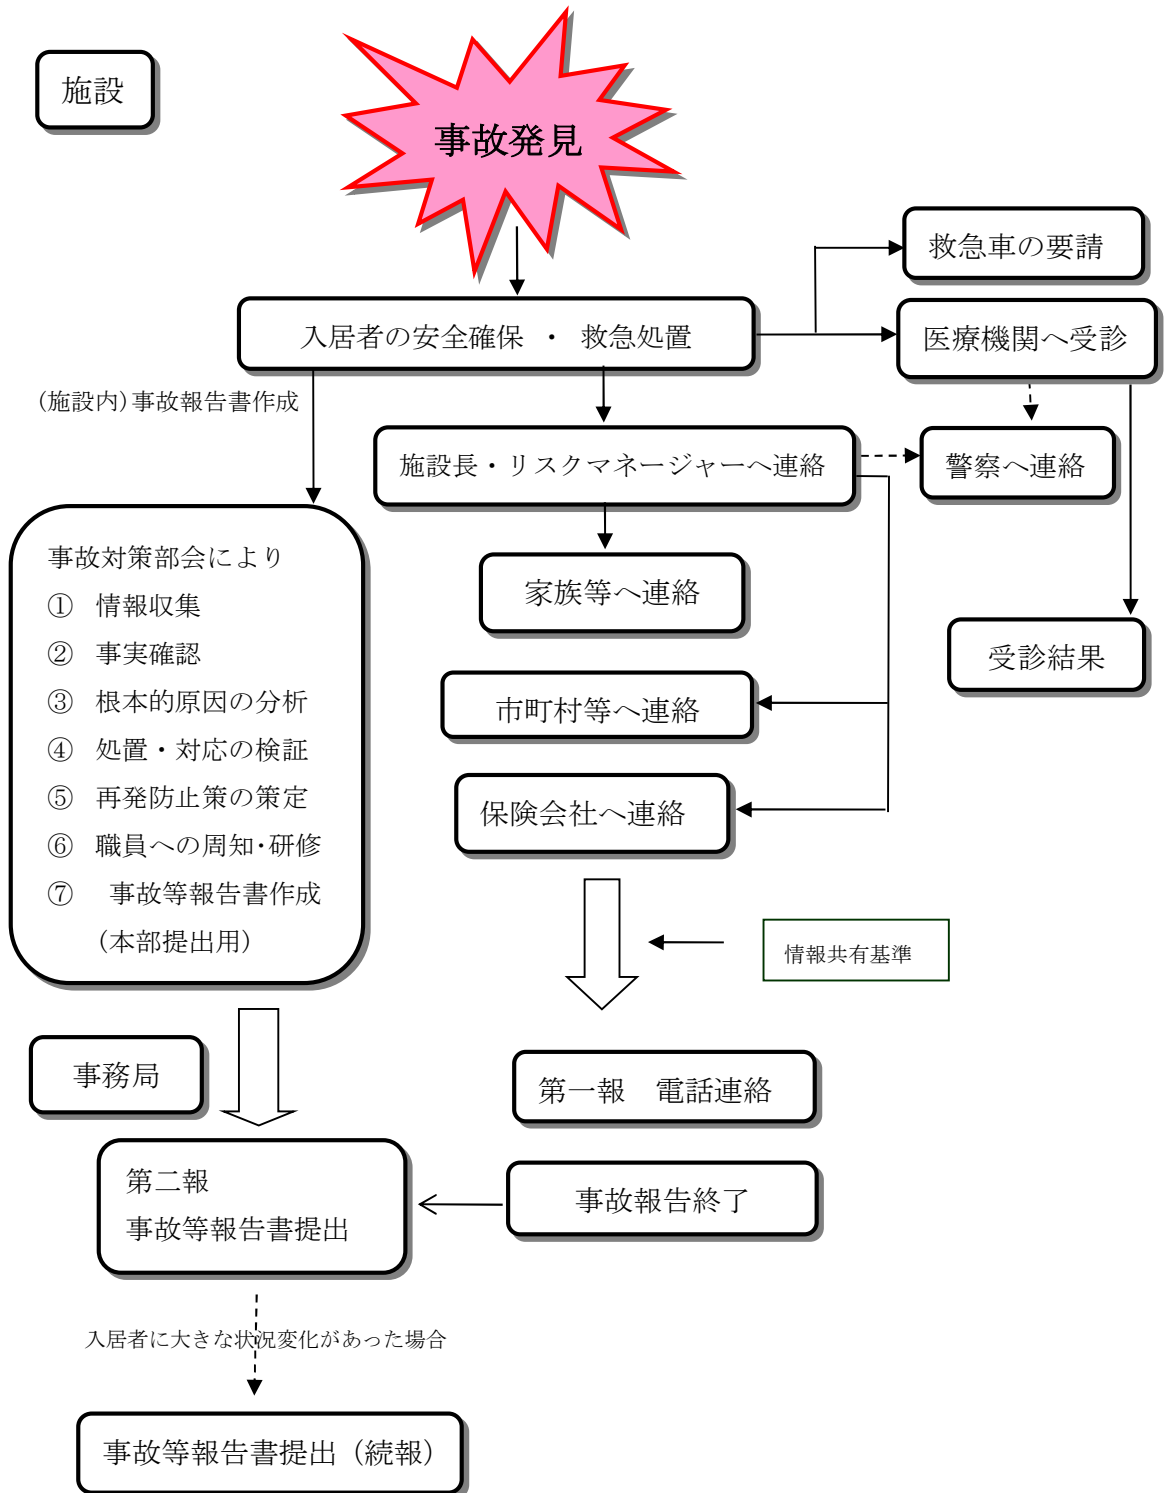 施設
事故発見
救急車の要請
入居者の安全確保 ・ 救急処置
医療機関へ受診
(施設内)事故報告書作成
施設長・リスクマネージャーへ連絡
警察へ連絡
事故対策部会により
① 情報収集
② 事実確認
③ 根本的原因の分析
④ 処置・対応の検証
⑤ 再発防止策の策定
⑥ 職員への周知・研修
⑦ 事故等報告書作成
(本部提出用)
家族等へ連絡
受診結果
市町村等へ連絡
保険会社へ連絡
情報共有基準
事務局
第一報 電話連絡
第二報
事故等報告書提出
事故報告終了
入居者に大きな状況変化があった場合
事故等報告書提出（続報）